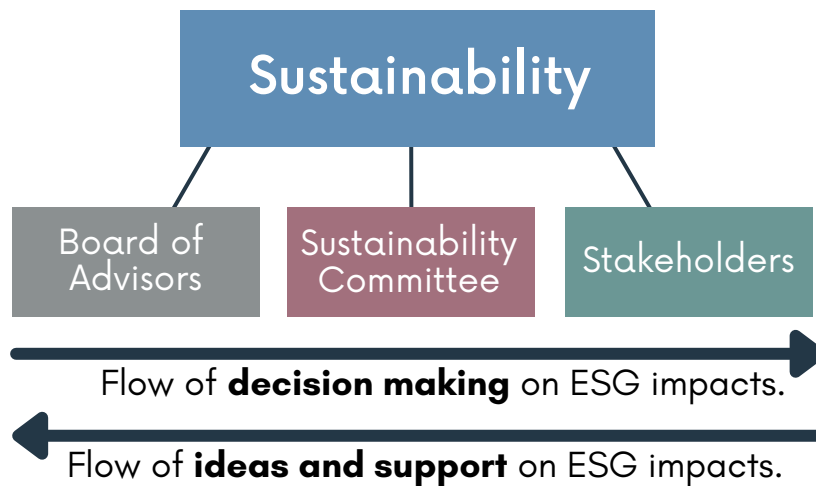 Sustainability
Board of
Advisors
Sustainability
Committee
Stakeholders
Flow of decision making on ESG impacts.
Flow of ideas and support on ESG impacts.